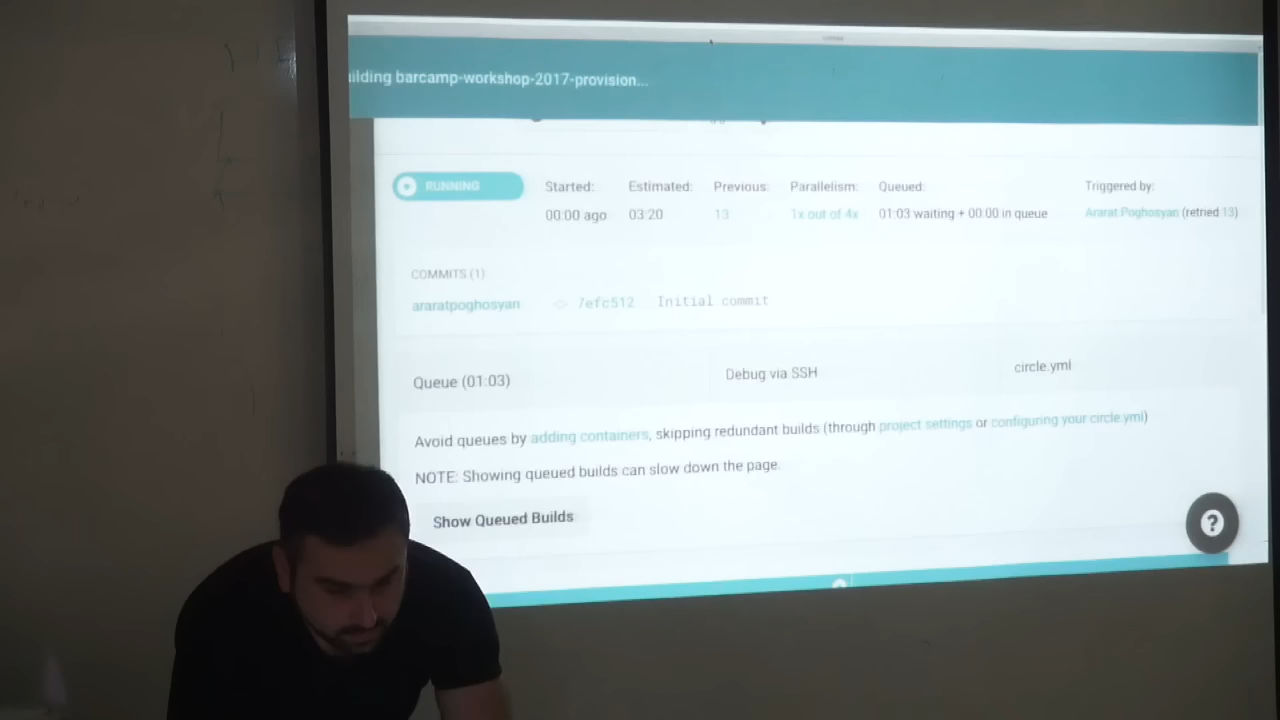 ilding barcamp-workshop-2017-provision...
RUNNING
Started: Estimated: Previous: Parallelism: Queued: Triggered by:
00:00 ago 03:20 13 1x out of 4x 01:03 waiting + 00:00 in queue Ararat Poghosyan (retried 13)
COMMITS (1)
araratpoghosyan 7efc512 Initial commit
Queue (01:03) Debug via SSH circle.yml
Avoid queues by adding containers, skipping redundant builds (through project settings or configuring your circle.yml)
NOTE: Showing queued builds can slow down the page.
Show Queued Builds
?